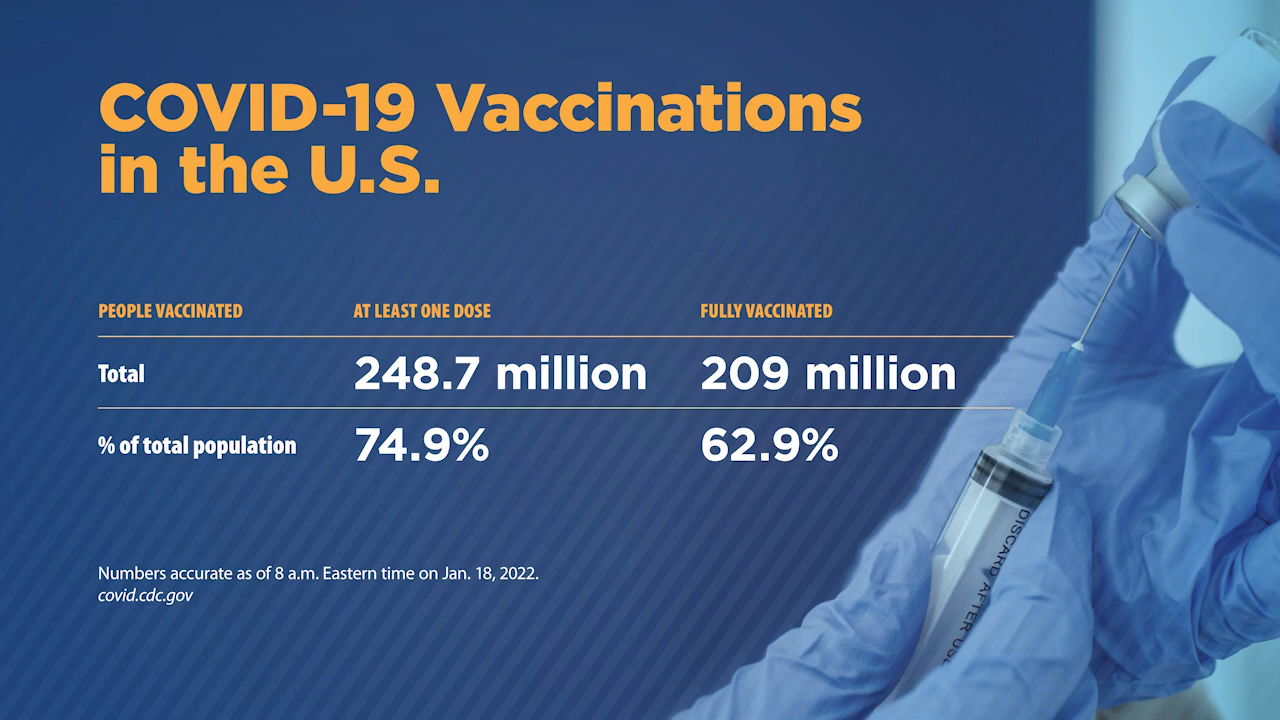 COVID-19 Vaccinations
in the U.S.
PEOPLE VACCINATED AT LEAST ONE DOSE FULLY VACCINATED
Total 248.7 million 209 million
% of total population 74.9% 62.9%
Numbers accurate as of 8 a.m. Eastern time on Jan. 18, 2022.
covid.cdc.gov
DISCARD AFTER